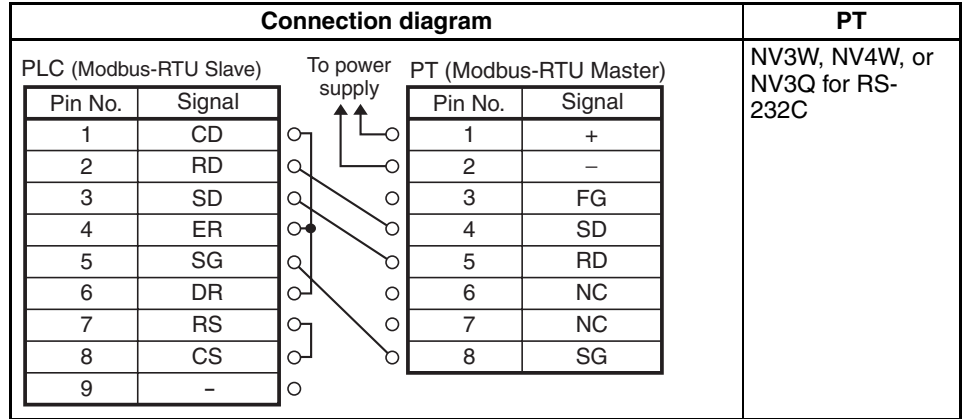 Connection diagram PT
PLC (Modbus-RTU Slave) To power supply PT (Modbus-RTU Master) NV3W, NV4W, or
NV3Q for RS-
232C
Pin No. Signal Pin No. Signal
1 CD 1 +
2 RD 2 –
3 SD 3 FG
4 ER 4 SD
5 SG 5 RD
6 DR 6 NC
7 RS 7 NC
8 CS 8 SG
9 –